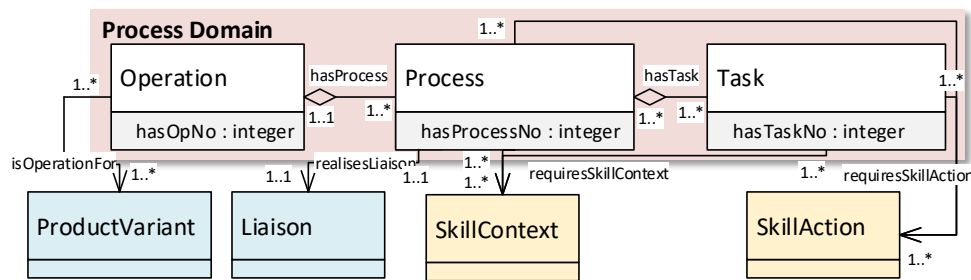 Process Domain
1..*
Operation
hasProcess
Process
hasTask
Task
1..*
1..*
1..1
1..*
1..*
1..*
hasOpNo : integer
hasProcessNo : integer
hasTaskNo : integer
isOperationFor
1..*
1..1
realisesLiaison
1..1
1..*
1..*
requiresSkillContext
1..*
requiresSkillAction
ProductVariant
Liaison
SkillContext
SkillAction
1..*